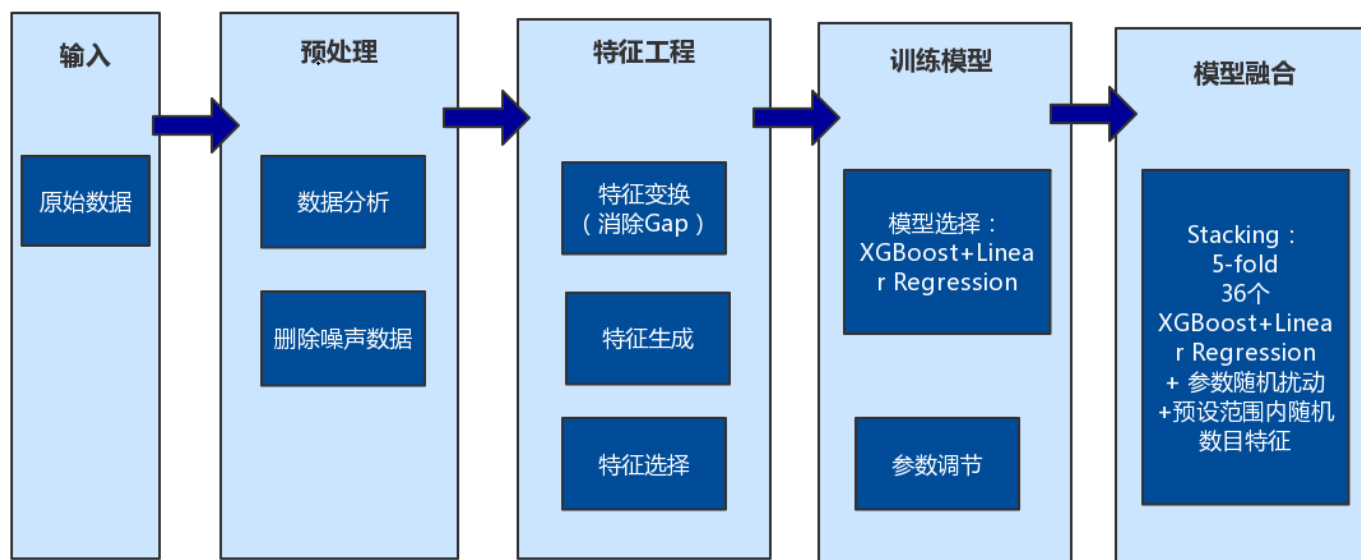 输入
原始数据
预处理
数据分析
删除噪声数据
特征工程
特征变换
（消除Gap）
特征生成
特征选择
训练模型
模型选择：
XGBoost+Linea
r Regression
参数调节
模型融合
Stacking：
5-fold
36个
XGBoost+Linea
r Regression
+ 参数随机扰动
+预设范围内随机
数目特征